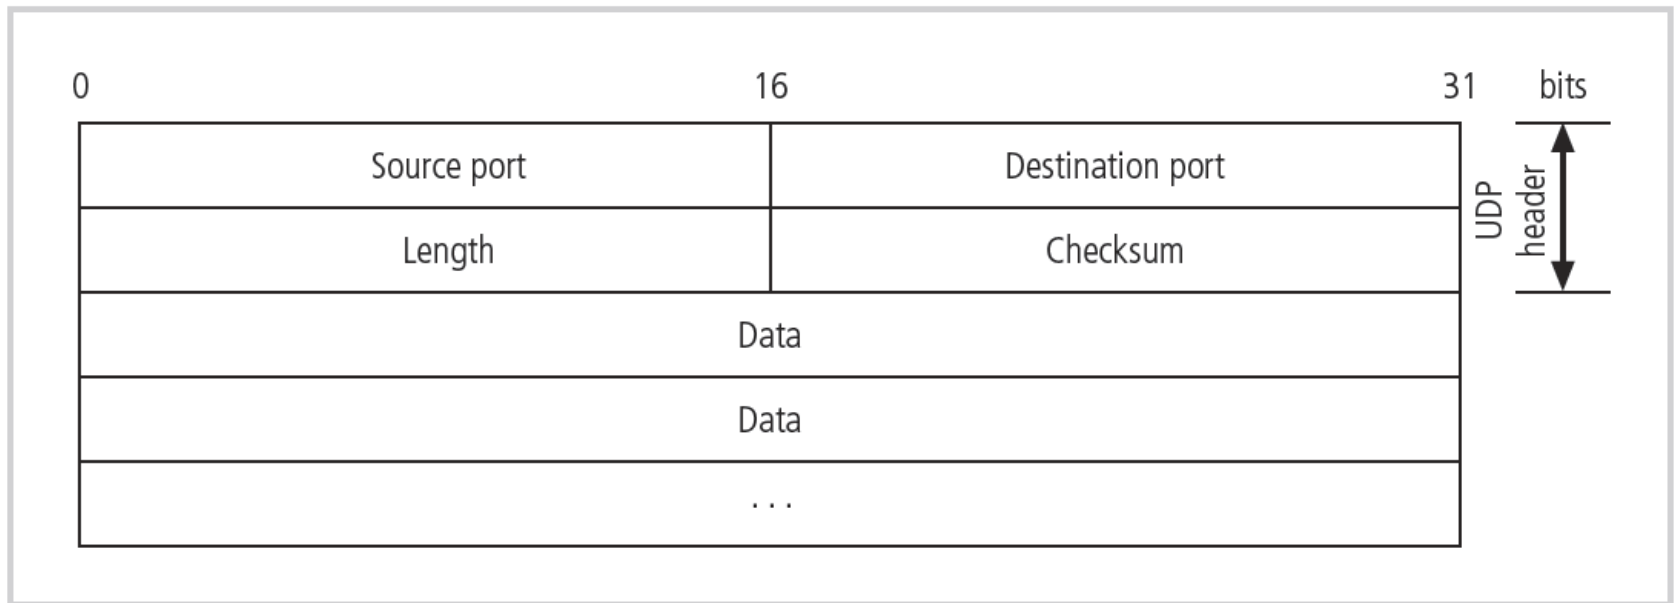 0 16 31 bits
Source port Destination port
Length Checksum
UDP
header
Data
Data
. . .